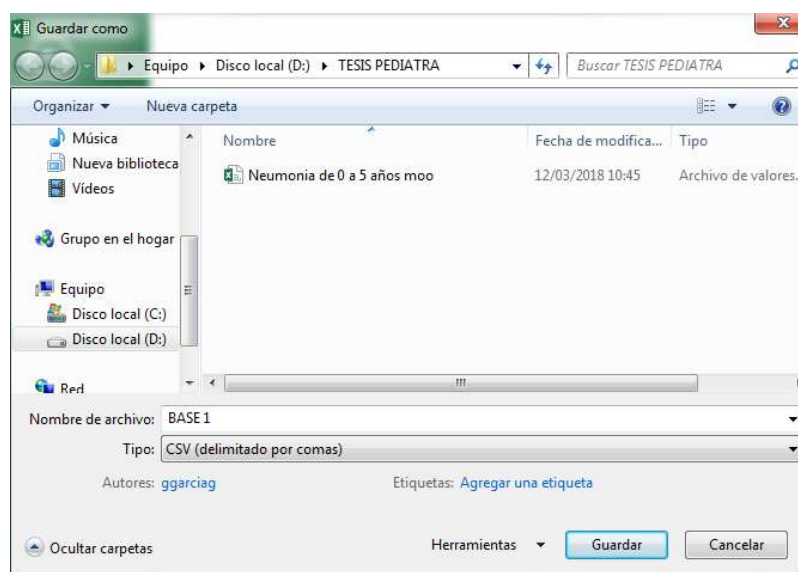 Guardar como
Equipo Disco local (D:) TESIS PEDIATRA Buscar TESIS PEDIATRA
Organizar Nueva carpeta
Música
Nueva biblioteca
Vídeos
Grupo en el hogar
Equipo
Disco local (C:)
Disco local (D:)
Red
Nombre Fecha de modifica... Tipo
Neumonia de 0 a 5 años moo 12/03/2018 10:45 Archivo de valores.
Nombre de archivo: BASE 1
Tipo: CSV (delimitado por comas)
Autores: ggarciag Etiquetas: Agregar una etiqueta
Ocultar carpetas Herramientas Guardar Cancelar